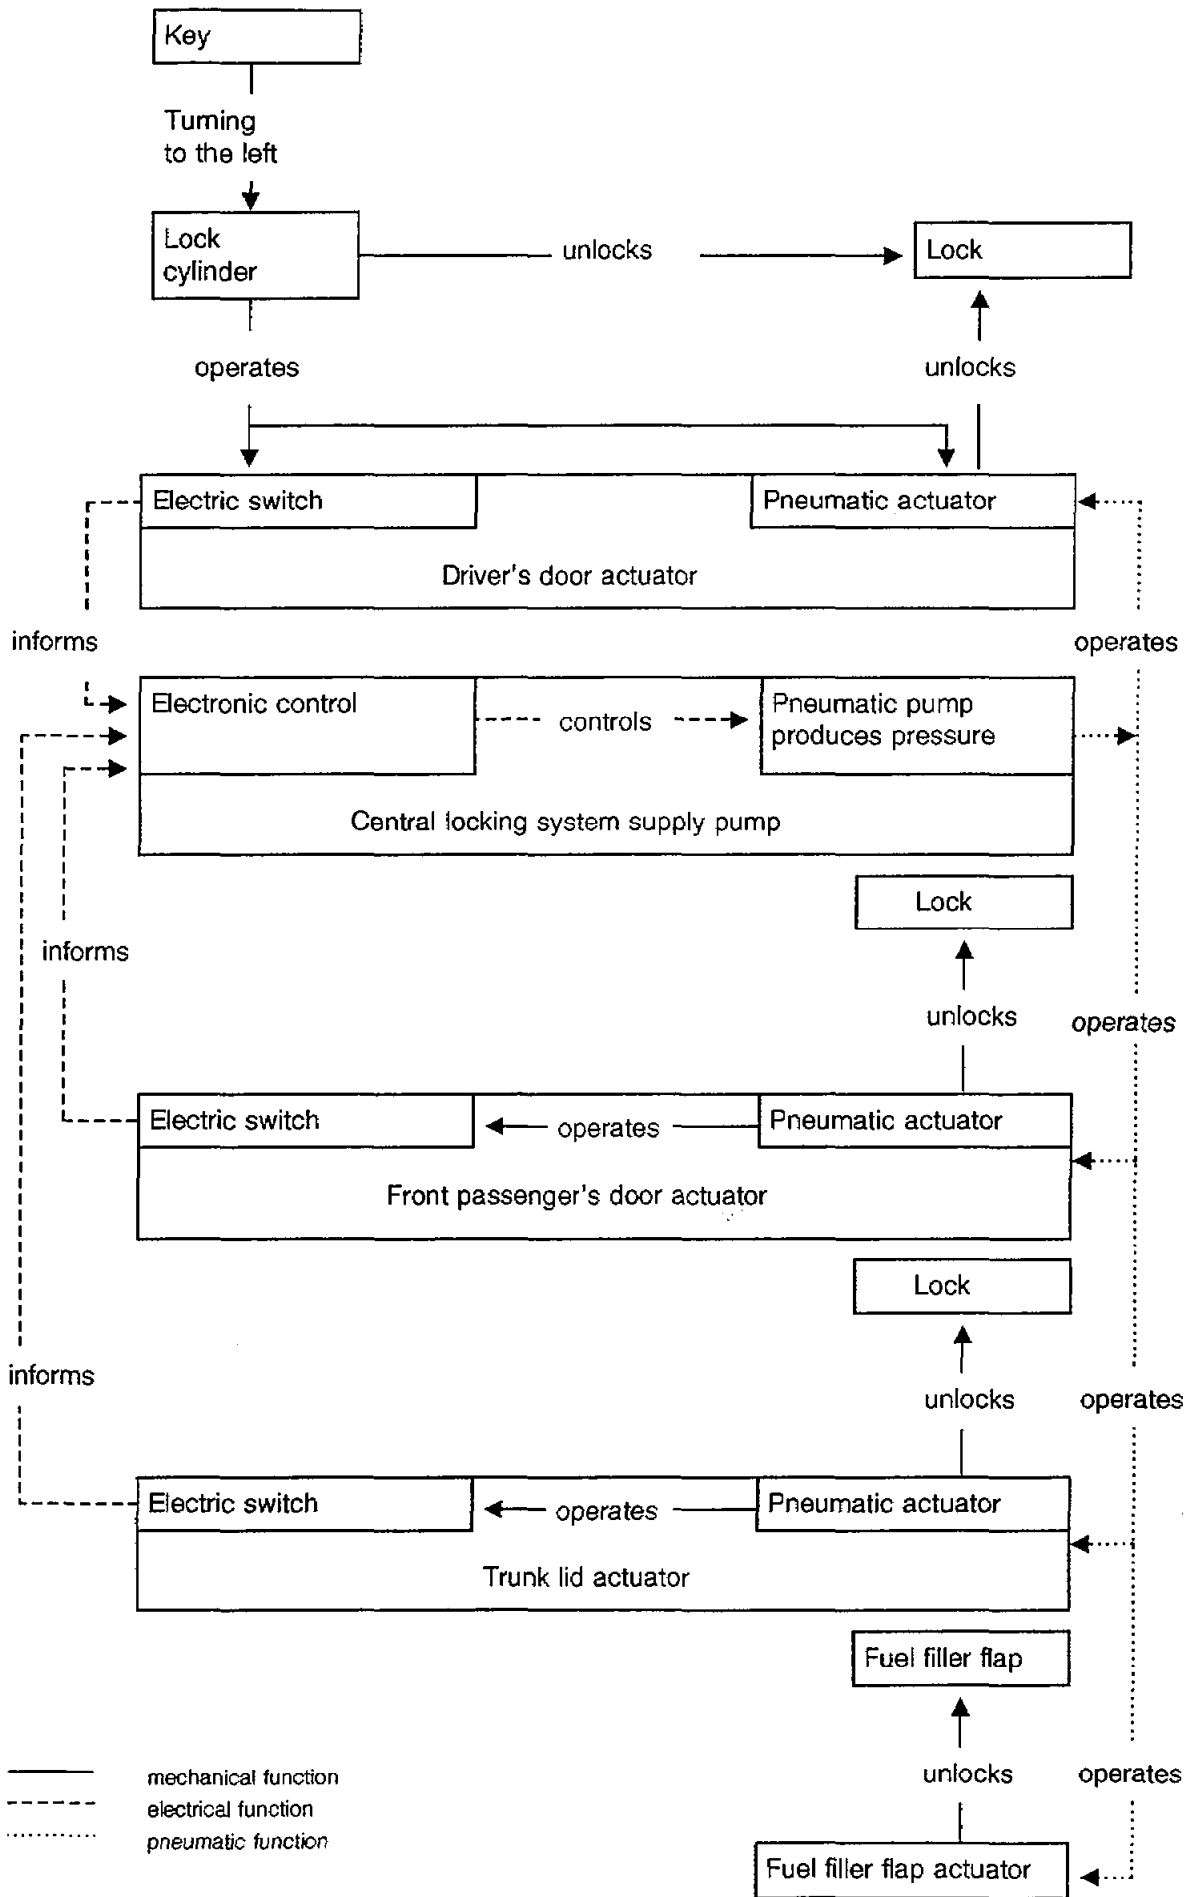 Key
Turning
to the left
Lock
cylinder
unlocks
Lock
operates
unlocks
Electric switch
Pneumatic actuator
Driver's door actuator
informs
operates
Electronic control
controls
Pneumatic pump
produces pressure
Central locking system supply pump
Lock
informs
unlocks
operates
Electric switch
operates
Pneumatic actuator
Front passenger's door actuator
Lock
informs
unlocks
operates
Electric switch
operates
Pneumatic actuator
Trunk lid actuator
Fuel filler flap
unlocks
operates
mechanical function
electrical function
pneumatic function
Fuel filler flap actuator